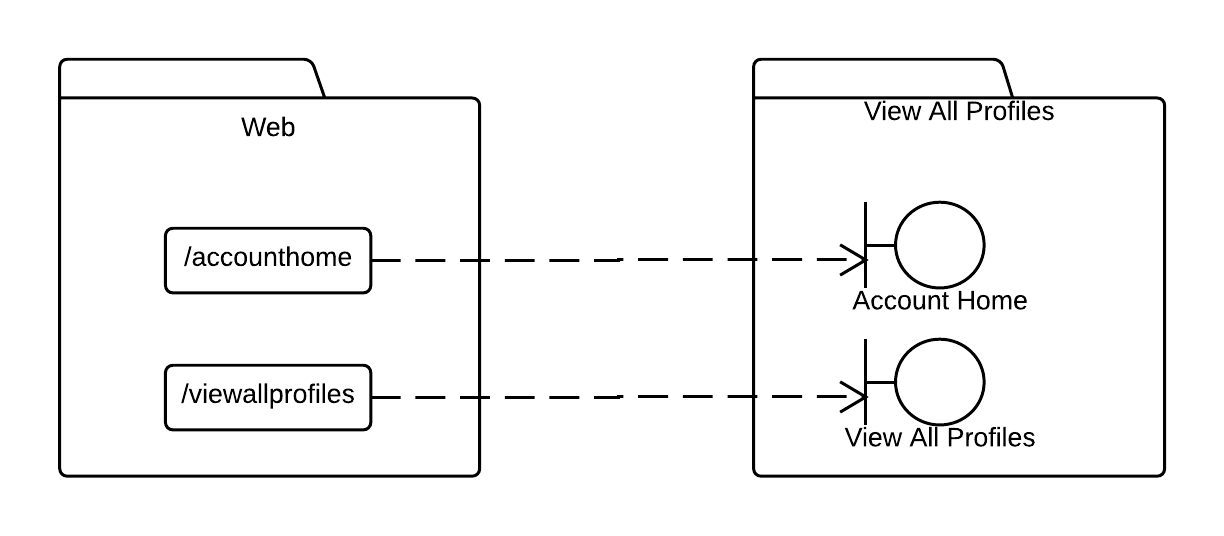 Web
/accounthome
/viewallprofiles
View All Profiles
Account Home
View All Profiles